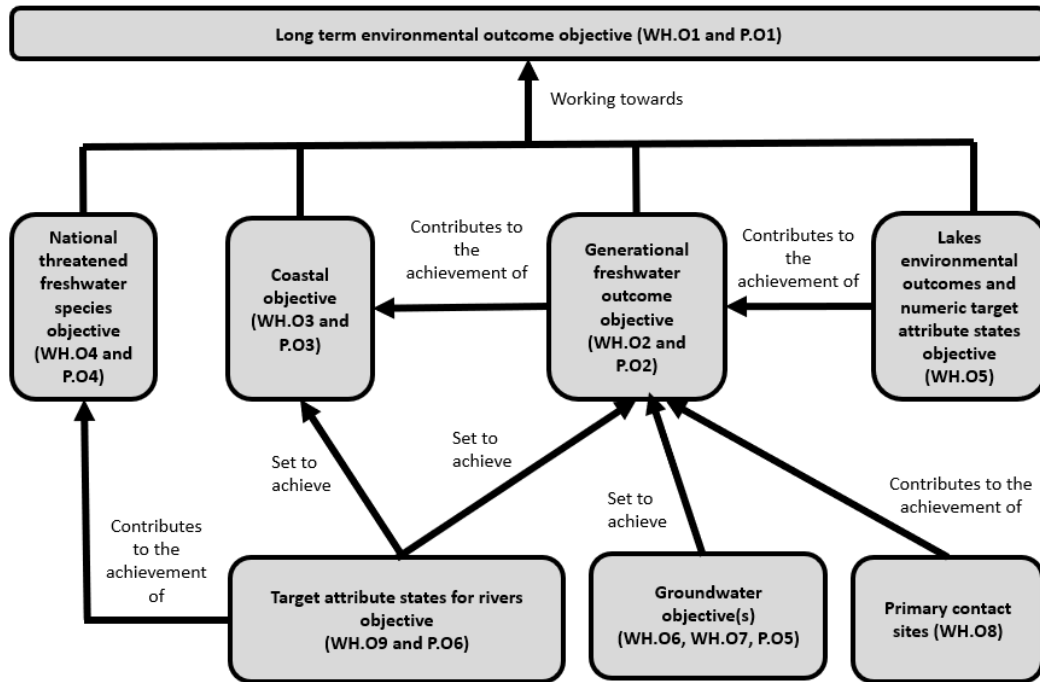 Long term environmental outcome objective (WH.O1 and P.O1)
Working towards
National
threatened
freshwater
species
objective
(WH.O4 and
P.O4)
Coastal
objective
(WH.O3 and
P.O3)
Contributes to
the
achievement of
Generational
freshwater
outcome
objective
(WH.O2 and
P.O2)
Contributes to
the
achievement of
Lakes
environmental
outcomes and
numeric target
attribute states
objective
(WH.O5)
Set to
achieve
Set to
achieve
Set to
achieve
Contributes to the
achievement of
Contributes
to the
achievement
of
Target attribute states for rivers
objective
(WH.O9 and P.O6)
Groundwater
objective(s)
(WH.O6, WH.O7, P.O5)
Primary contact
sites (WH.O8)